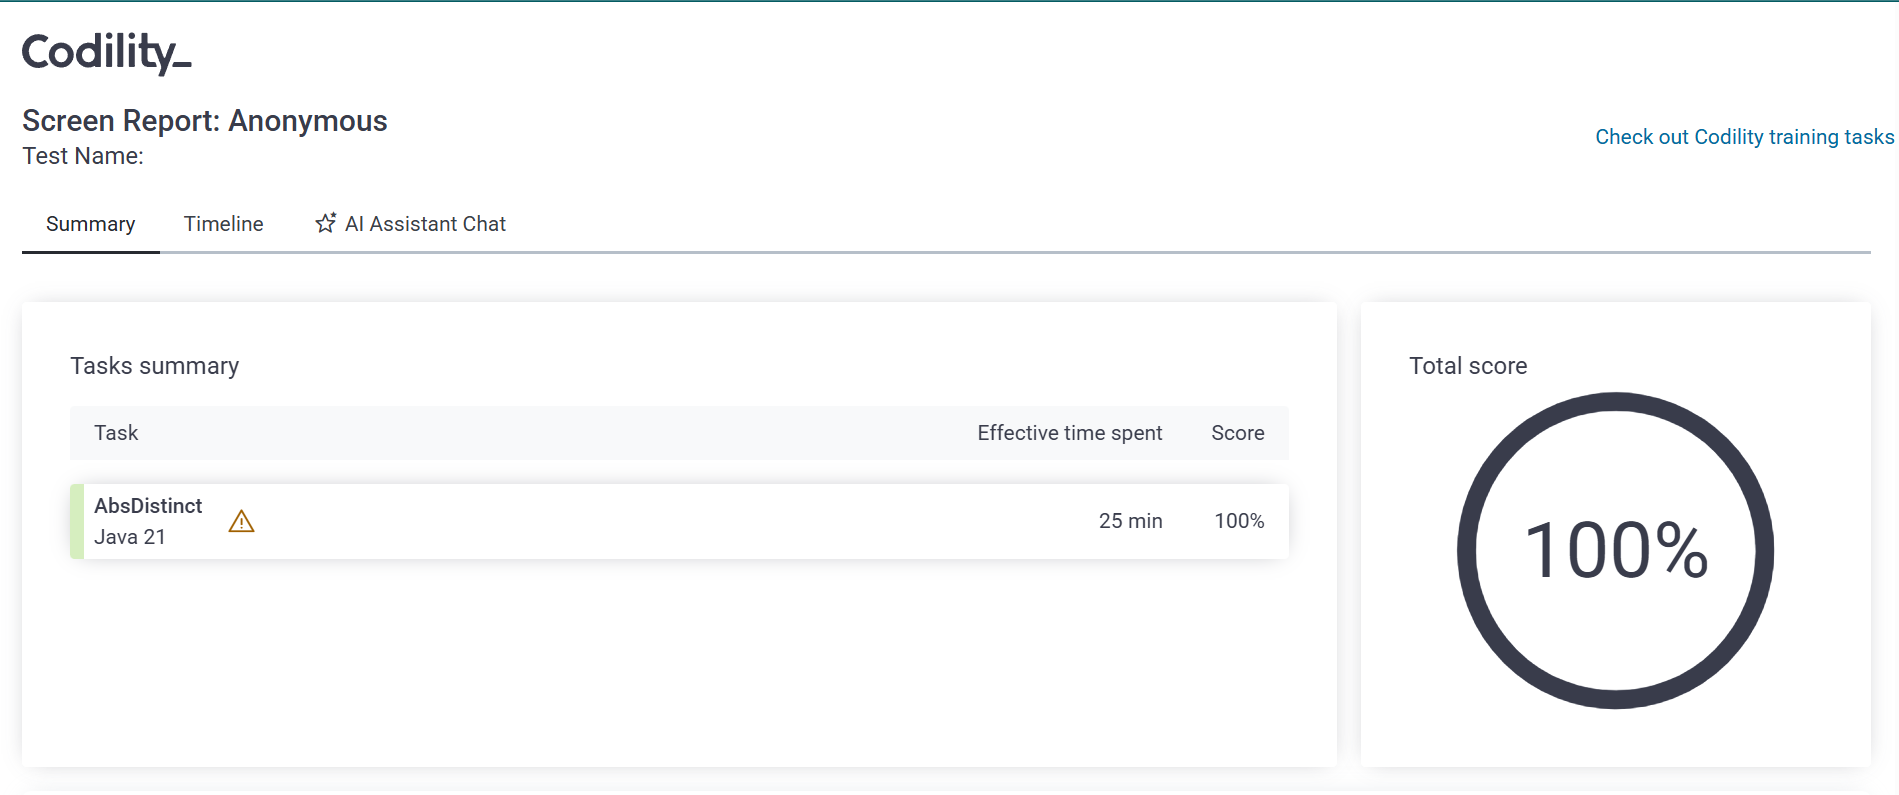 Codility_
Screen Report: Anonymous
Test Name:
Check out Codility training tasks
Summary
Timeline
AI Assistant Chat
Tasks summary
Task
Effective time spent
Score
AbsDistinct
Java 21
25 min
100%
Total score
100%